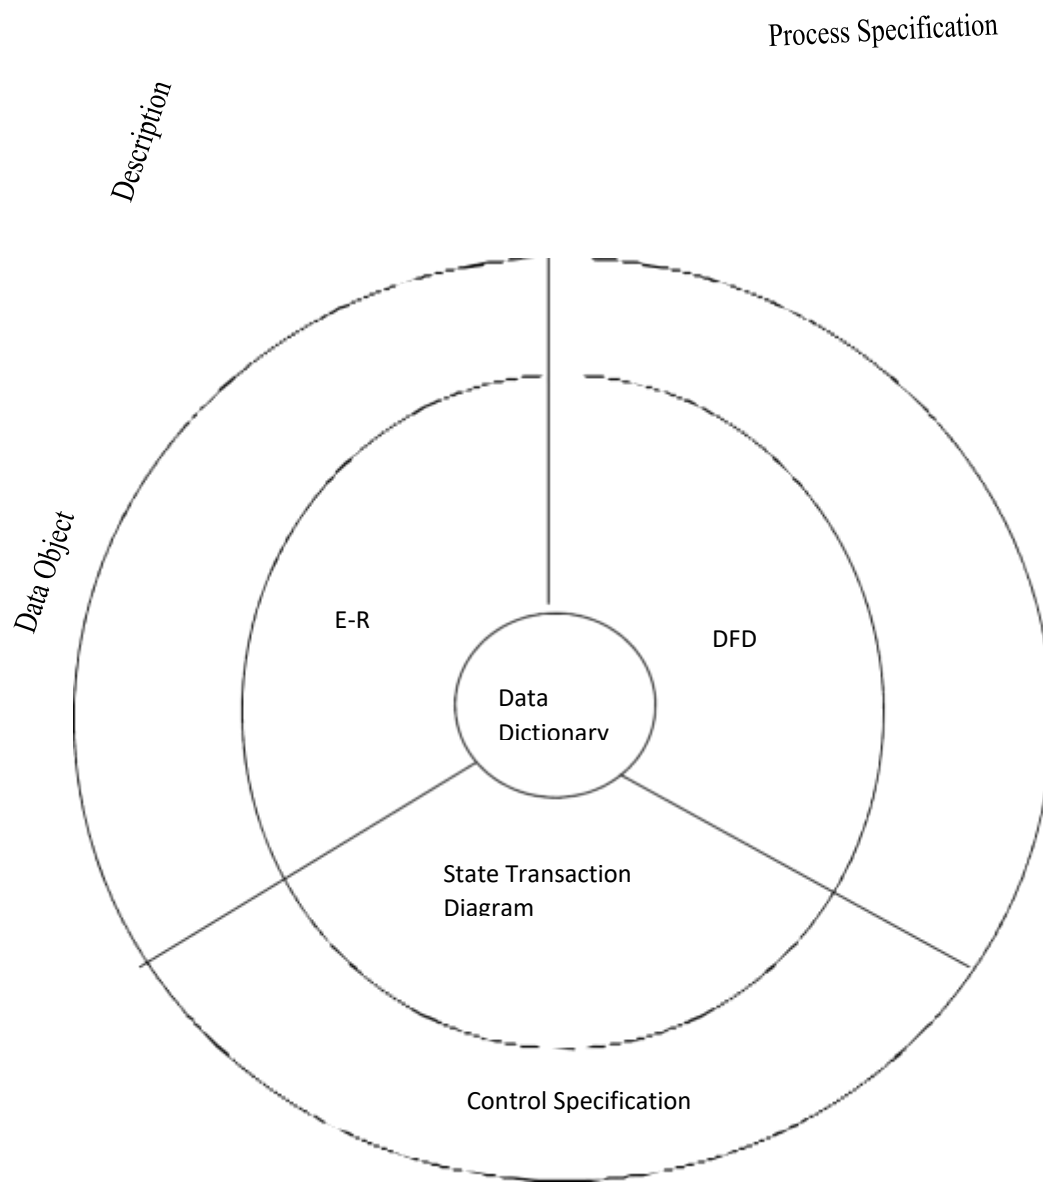 Process Specification
Description
Data Object
E-R
DFD
Data
Dictionary
State Transaction
Diagram
Control Specification